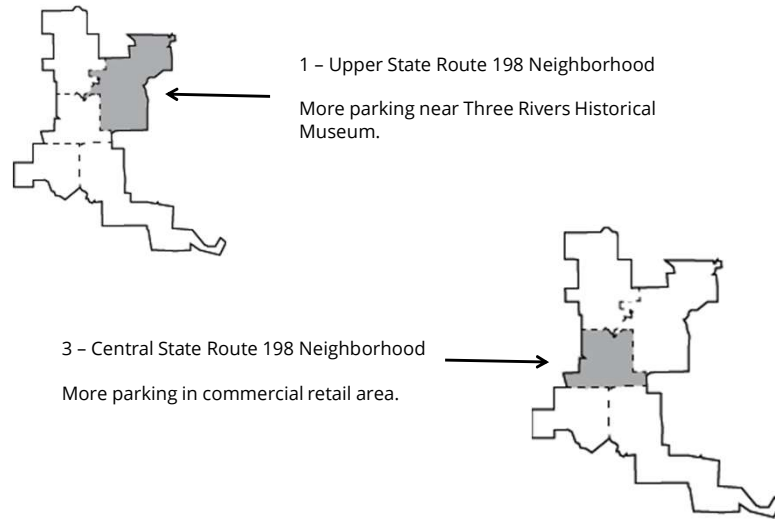 1 – Upper State Route 198 Neighborhood
More parking near Three Rivers Historical
Museum.
3 – Central State Route 198 Neighborhood
More parking in commercial retail area.